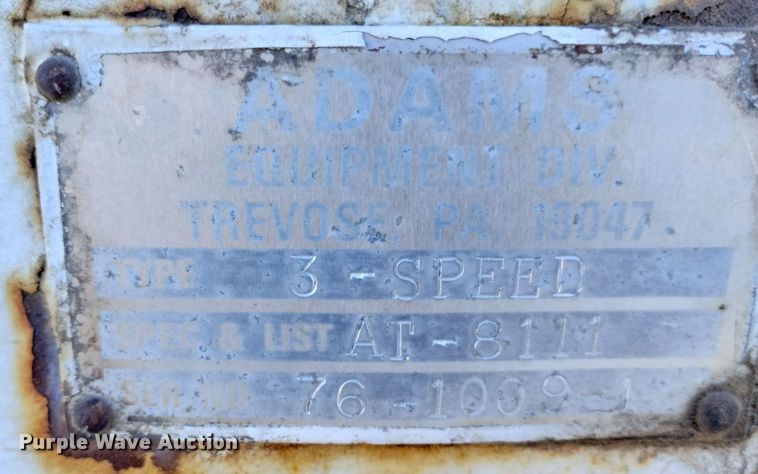 ADAMS
EQUIPMENT DIV.
TREVOSE, PA. 19047
TYPE 3-SPEED
SPEC & LIST AT-8111
SER NO 76-1009-1
Purple Wave Auction